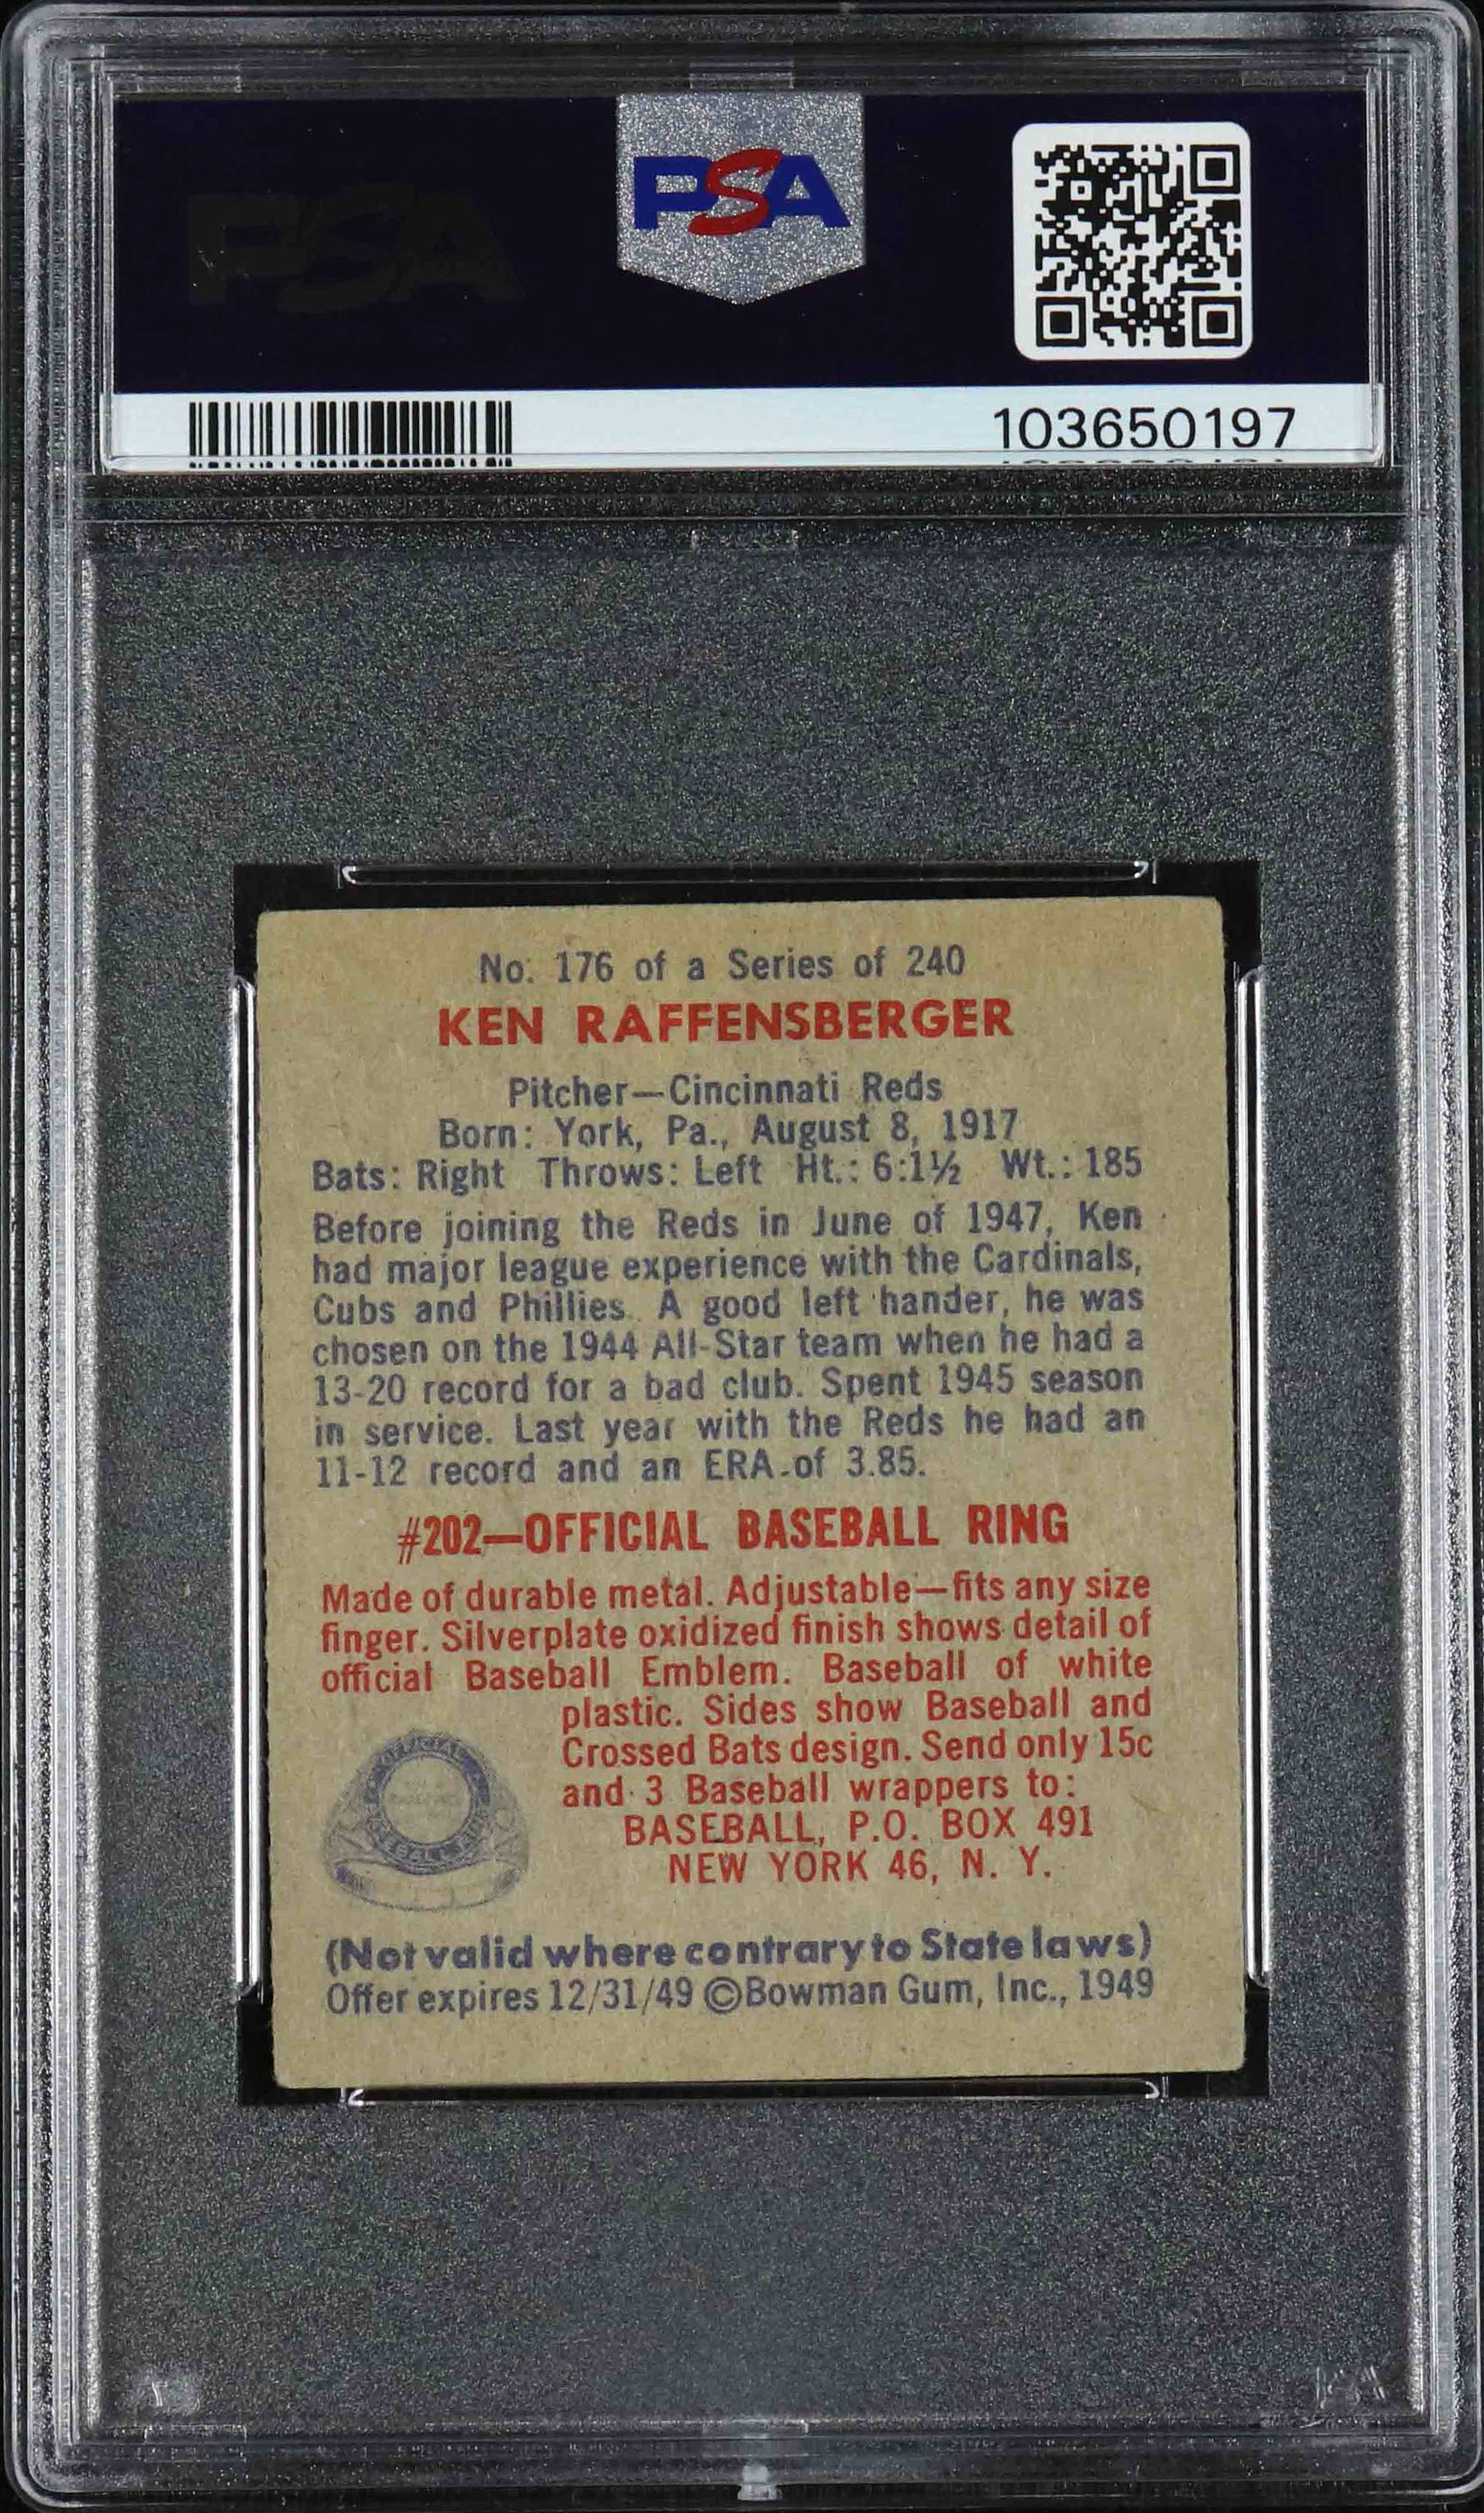 PSA
PSA
103650197
No. 176 of a Series of 240
KEN RAFFENSBERGER
Pitcher—Cincinnati Reds
Born: York, Pa., August 8, 1917
Bats: Right Throws: Left Ht.: 6:1½ Wt.: 185
Before joining the Reds in June of 1947, Ken
had major league experience with the Cardinals,
Cubs and Phillies. A good left hander, he was
chosen on the 1944 All-Star team when he had a
13-20 record for a bad club. Spent 1945 season
in service. Last year with the Reds he had an
11-12 record and an ERA of 3.85.
#202—OFFICIAL BASEBALL RING
Made of durable metal. Adjustable—fits any size
finger. Silverplate oxidized finish shows detail of
official Baseball Emblem. Baseball of white
plastic. Sides show Baseball and
Crossed Bats design. Send only 15c
and 3 Baseball wrappers to:
BASEBALL, P.O. BOX 491
NEW YORK 46, N. Y.
OFFICIAL
(Not valid where contrary to State laws)
Offer expires 12/31/49 ©Bowman Gum, Inc., 1949